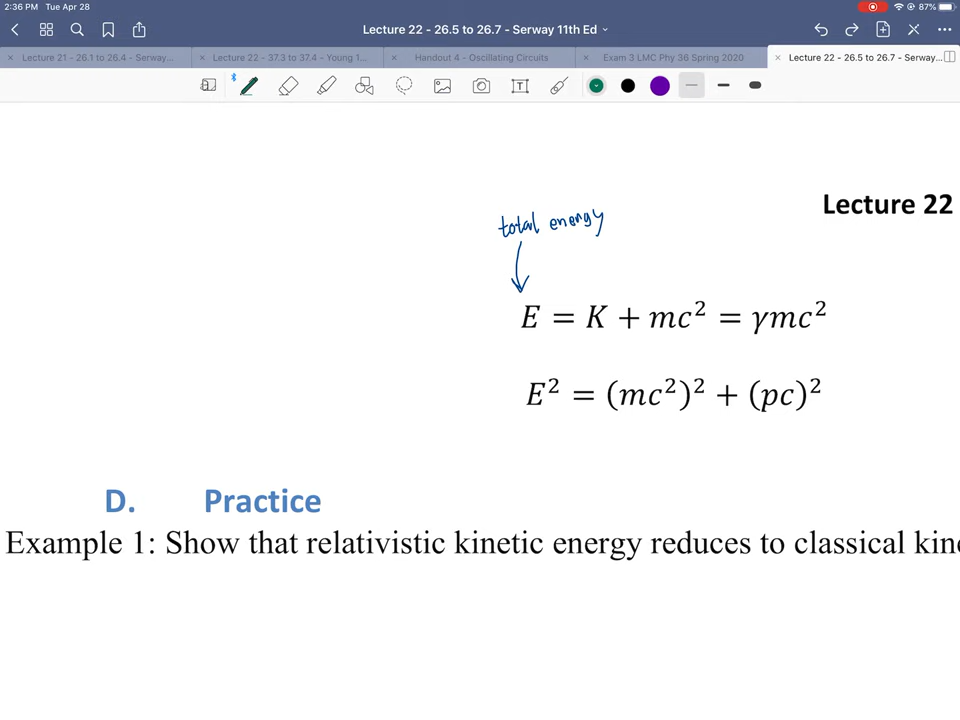 2:36 PM Tue Apr 28
87%
Lecture 22 - 26.5 to 26.7 - Serway 11th Ed
Lecture 21 - 26.1 to 26.4 - Serway...
Lecture 22 - 37.3 to 37.4 - Young 1...
Handout 4 - Oscillating Circuits
Exam 3 LMC Phy 36 Spring 2020
Lecture 22 - 26.5 to 26.7 - Serway...
Lecture 22
total energy
E = K + mc² = γmc²
E² = (mc²)² + (pc)²
D. Practice
Example 1: Show that relativistic kinetic energy reduces to classical kine